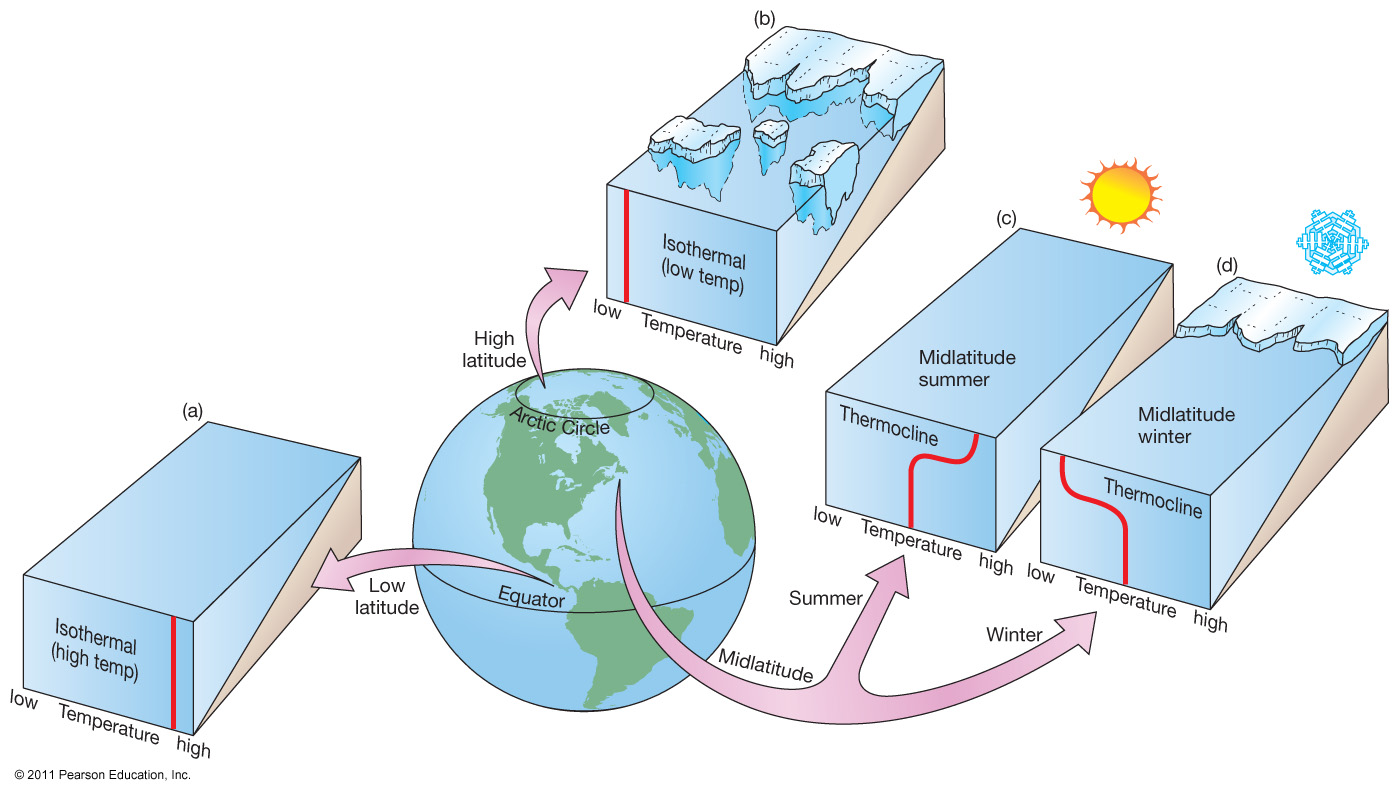 (b)
Isothermal
(low temp)
low Temperature high
High
latitude
(c)
Midlatitude
summer
Thermocline
low Temperature high
(d)
Midlatitude
winter
Thermocline
low Temperature high
(a)
Isothermal
(high temp)
low Temperature high
Arctic Circle
Low
latitude
Equator
Midlatitude
Summer
Winter
© 2011 Pearson Education, Inc.